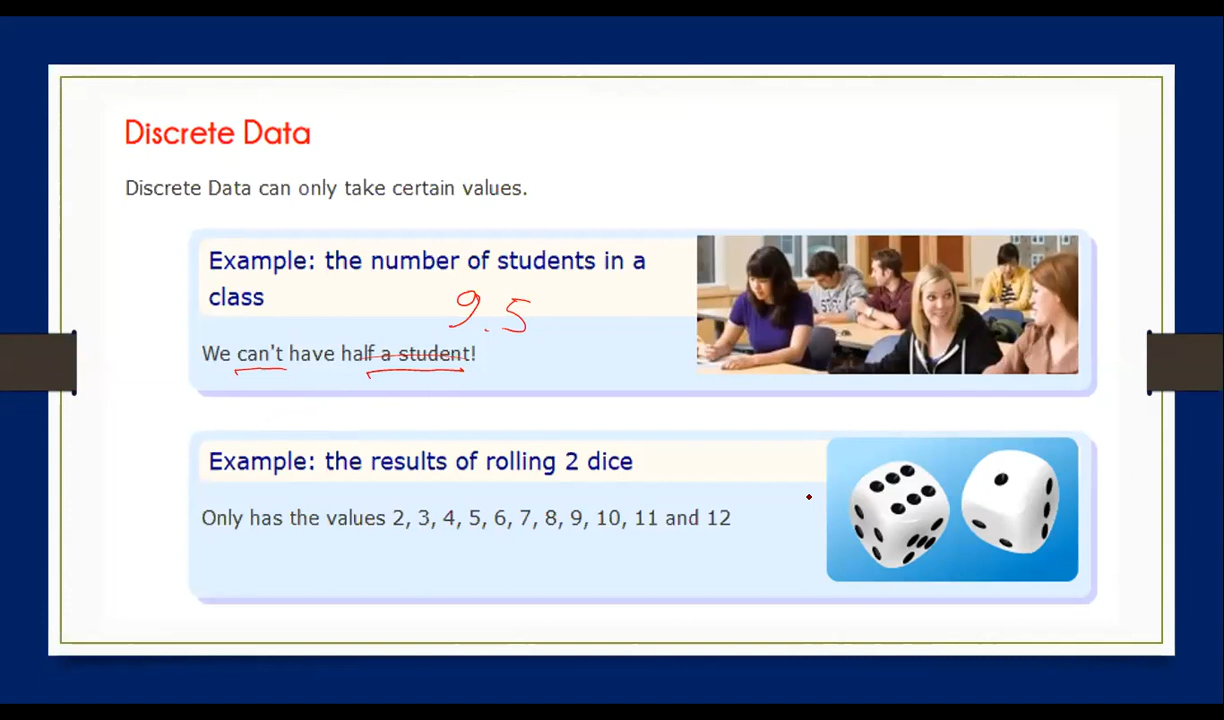 Discrete Data
Discrete Data can only take certain values.
Example: the number of students in a
class
9.5
We can't have half a student!
Example: the results of rolling 2 dice
Only has the values 2, 3, 4, 5, 6, 7, 8, 9, 10, 11 and 12